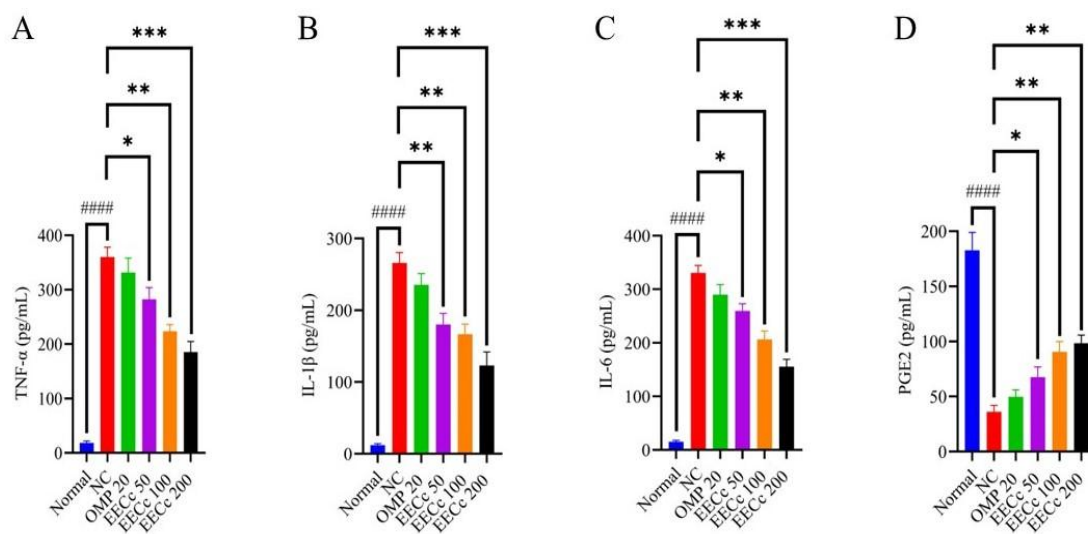 A
***
**
*
####
400
300
200
100
0
TNF-α (pg/mL)
Normal
NC
OMP 20
EECc 50
EECc 100
EECc 200
B
***
**
**
####
300
200
100
0
IL-1β (pg/mL)
Normal
NC
OMP 20
EECc 50
EECc 100
EECc 200
C
***
**
*
####
400
300
200
100
0
IL-6 (pg/mL)
Normal
NC
OMP 20
EECc 50
EECc 100
EECc 200
D
**
**
*
####
200
150
100
50
0
PGE2 (pg/mL)
Normal
NC
OMP 20
EECc 50
EECc 100
EECc 200